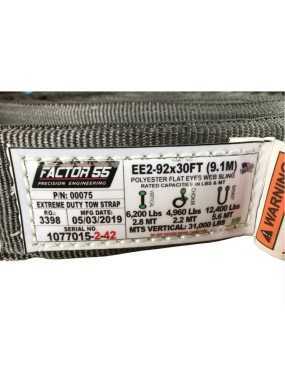 FACTOR 55
PRECISION ENGINEERING
P/N: 00075
EXTREME DUTY TOW STRAP
P.O.: MFG DATE:
3398 05/03/2019
SERIAL NO
1077015-2-42
EE2-92x30FT (9.1M)
POLYESTER FLAT EYES WEB SLING
RATED CAPACITIES IN LBS & MT
6,200 Lbs 4,960 Lbs 12,400 Lbs
2.8 MT 2.2 MT 5.6 MT
MTS VERTICAL: 31,000 LBS
WARNING